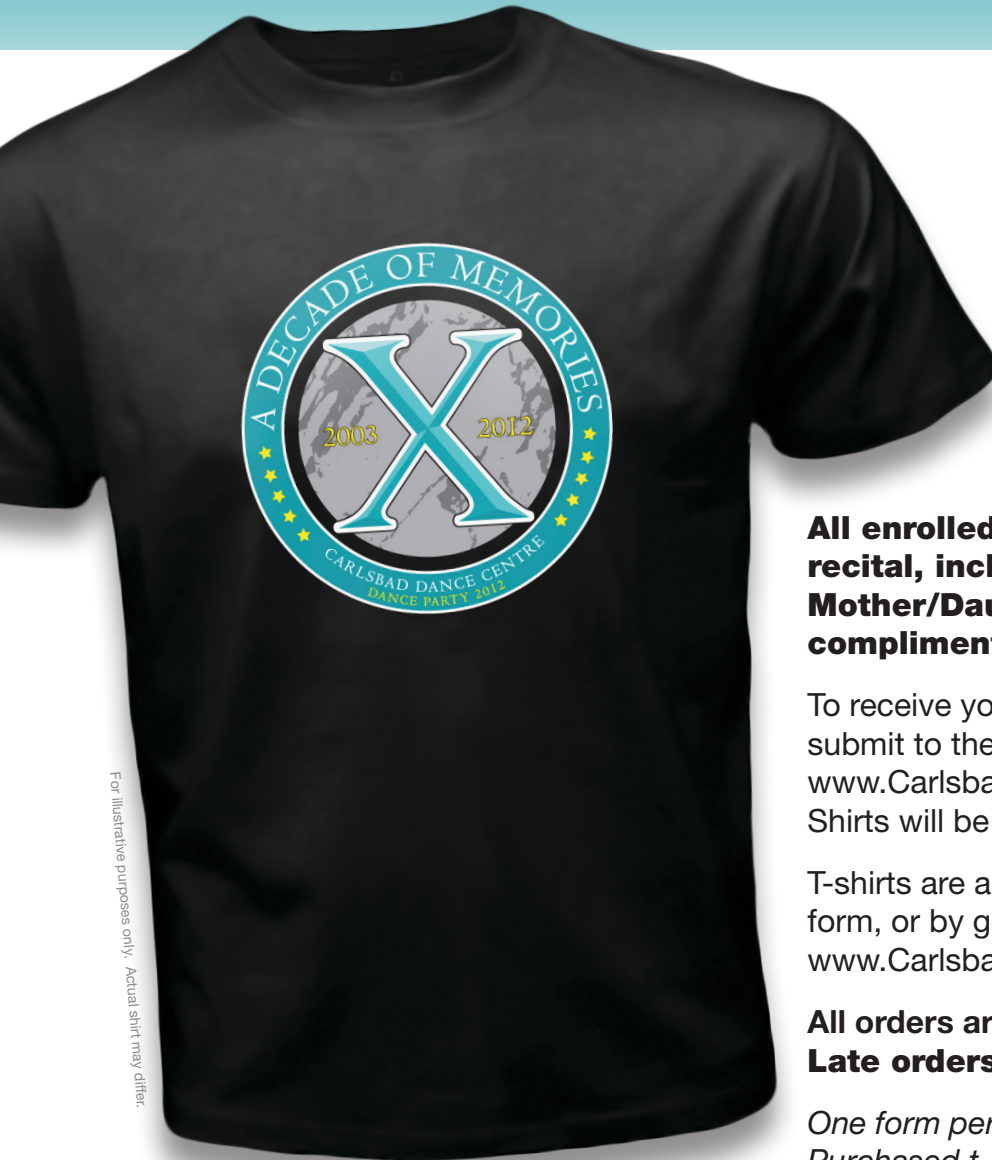 A DECADE OF MEMORIES
2003
2012
CARLSBAD DANCE CENTRE
DANCE PARTY 2012
For illustrative purposes only. Actual shirt may differ.
All enrolled
recital, incl
Mother/Dau
compliment
To receive yo
submit to the
www.Carlsba
Shirts will be
T-shirts are a
form, or by g
www.Carlsba
All orders ar
Late orders
One form per
Purchased t